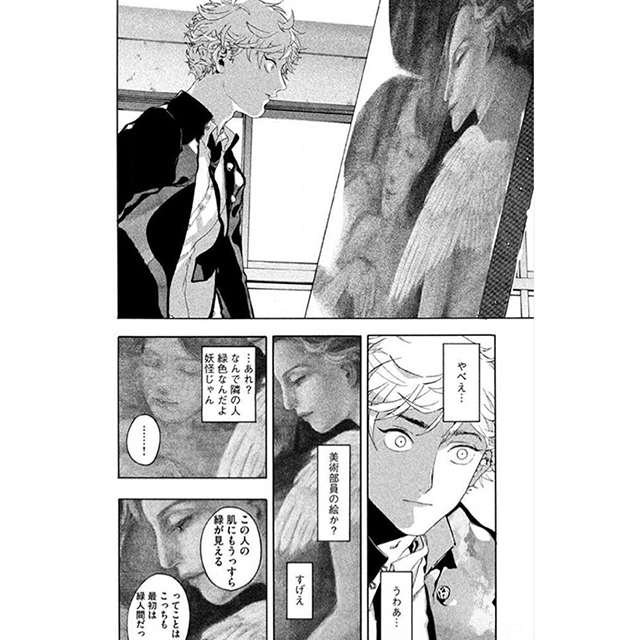 やべえ…
うわあ…
美術部員の絵か？
すげえ
…あれ？
なんで隣の人
緑色なんだよ
妖怪じゃん
……！
この人の
肌にもうっすら
緑が見える
ってことは
こっちも
最初は
緑人間だっ